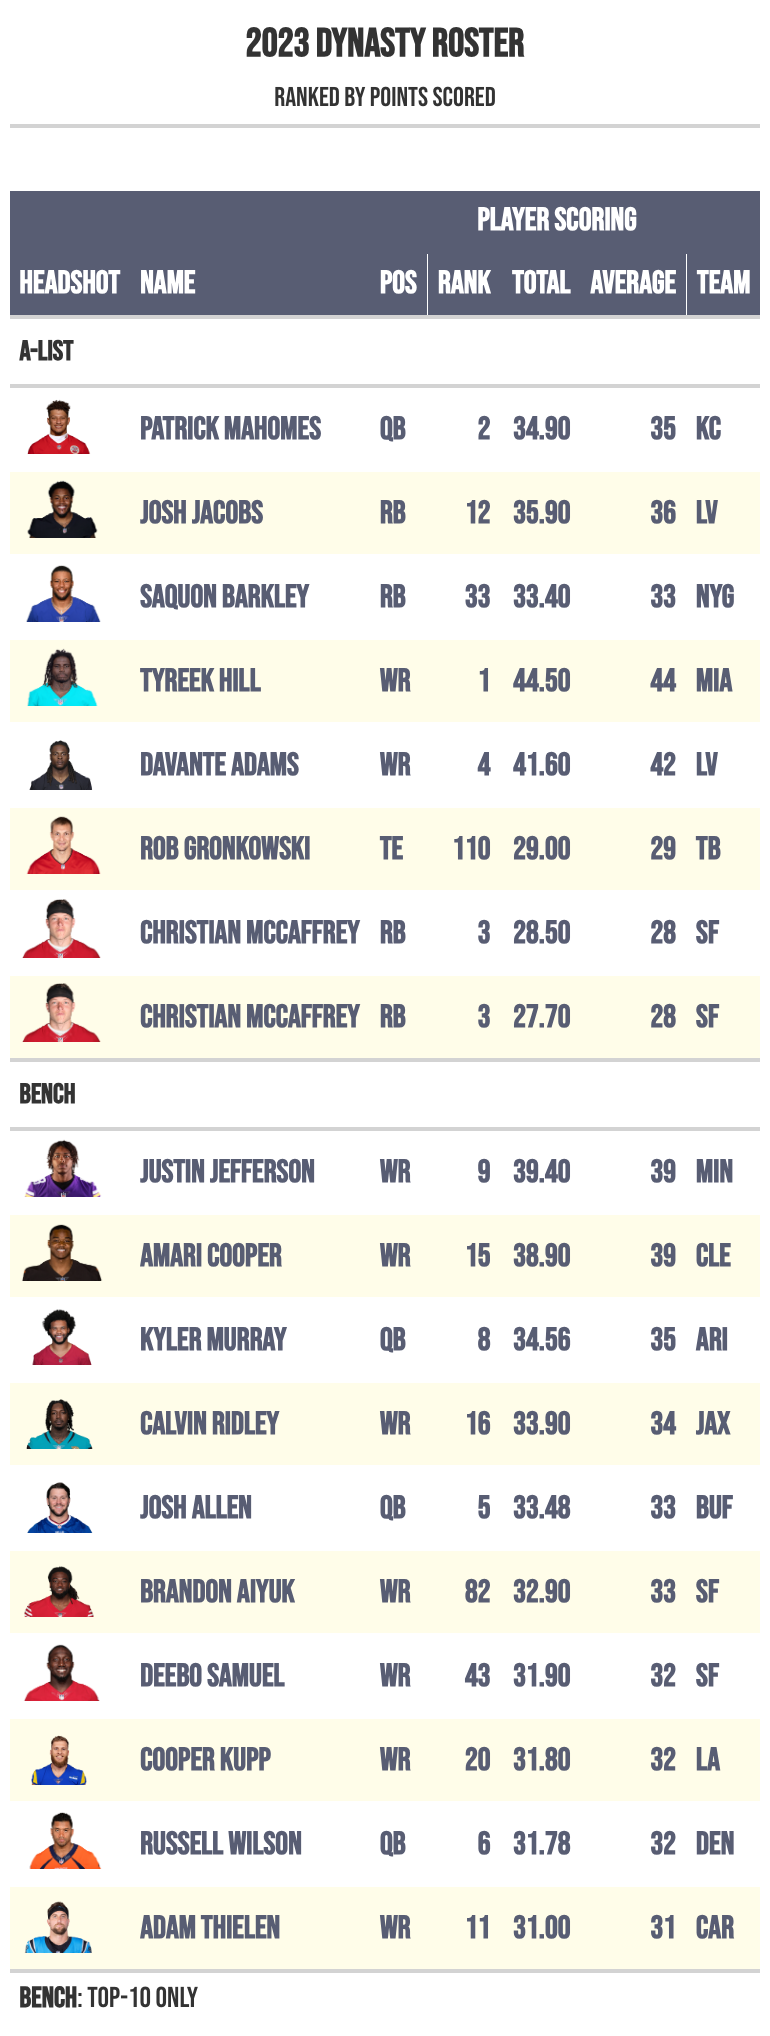 2023 DYNASTY ROSTER
RANKED BY POINTS SCORED
PLAYER SCORING
HEADSHOT NAME POS RANK TOTAL AVERAGE TEAM
A-LIST
PATRICK MAHOMES QB 2 34.90 35 KC
JOSH JACOBS RB 12 35.90 36 LV
SAQUON BARKLEY RB 33 33.40 33 NYG
TYREEK HILL WR 1 44.50 44 MIA
DAVANTE ADAMS WR 4 41.60 42 LV
ROB GRONKOWSKI TE 110 29.00 29 TB
CHRISTIAN MCCAFFREY RB 3 28.50 28 SF
CHRISTIAN MCCAFFREY RB 3 27.70 28 SF
BENCH
JUSTIN JEFFERSON WR 9 39.40 39 MIN
AMARI COOPER WR 15 38.90 39 CLE
KYLER MURRAY QB 8 34.56 35 ARI
CALVIN RIDLEY WR 16 33.90 34 JAX
JOSH ALLEN QB 5 33.48 33 BUF
BRANDON AIYUK WR 82 32.90 33 SF
DEEBO SAMUEL WR 43 31.90 32 SF
COOPER KUPP WR 20 31.80 32 LA
RUSSELL WILSON QB 6 31.78 32 DEN
ADAM THIELEN WR 11 31.00 31 CAR
BENCH: TOP-10 ONLY